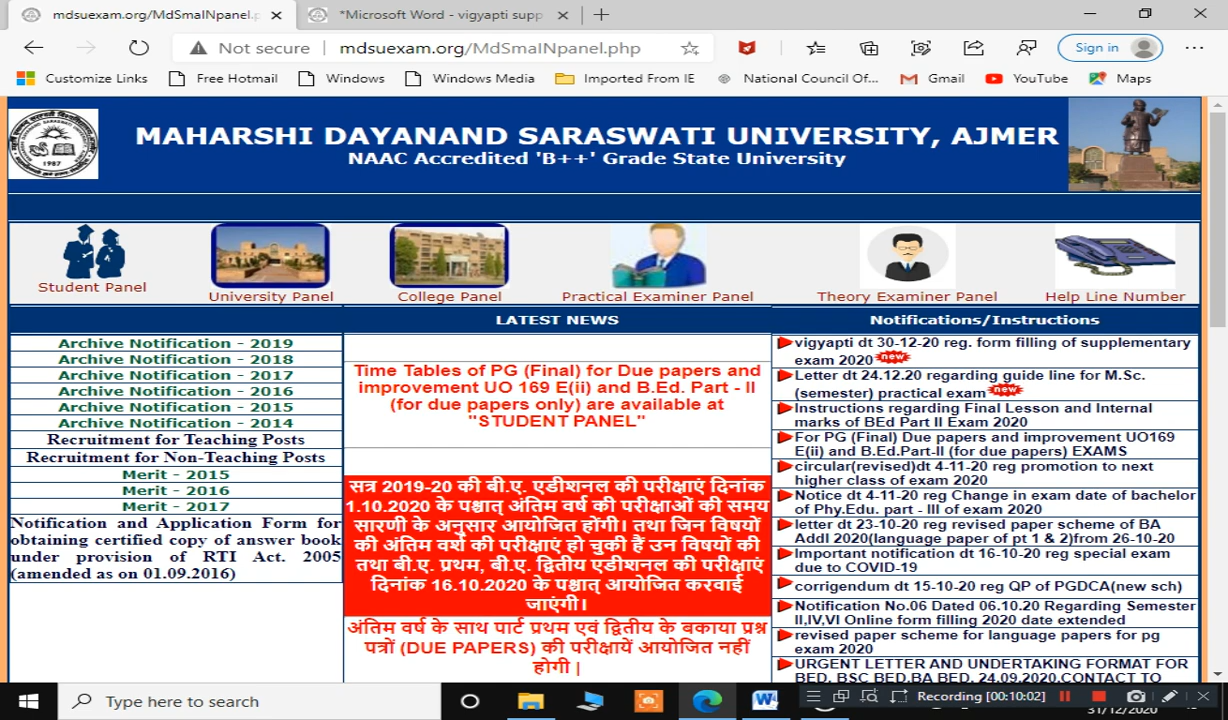 mdsuexam.org/MdSmaINpanel.p
*Microsoft Word - vigyapti supp
Not secure
mdsuexam.org/MdSmaINpanel.php
Sign in
Customize Links
Free Hotmail
Windows
Windows Media
Imported From IE
National Council Of...
Gmail
YouTube
Maps
1987
MAHARSHI DAYANAND SARASWATI UNIVERSITY, AJMER
NAAC Accredited 'B++' Grade State University
Student Panel
University Panel
College Panel
Practical Examiner Panel
Theory Examiner Panel
Help Line Number
Archive Notification - 2019
Archive Notification - 2018
Archive Notification - 2017
Archive Notification - 2016
Archive Notification - 2015
Archive Notification - 2014
Recruitment for Teaching Posts
Recruitment for Non-Teaching Posts
Merit - 2015
Merit - 2016
Merit - 2017
Notification and Application Form for
obtaining certified copy of answer book
under provision of RTI Act. 2005
(amended as on 01.09.2016)
LATEST NEWS
Time Tables of PG (Final) for Due papers and
improvement UO 169 E(ii) and B.Ed. Part - II
(for due papers only) are available at
"STUDENT PANEL"
सत्र 2019-20 की बी.ए. एडीशनल की परीक्षाएं दिनांक
1.10.2020 के पश्चात् अंतिम वर्ष की परीक्षाओं की समय
सारणी के अनुसार आयोजित होंगी। तथा जिन विषयों
की अंतिम वर्श की परीक्षाएं हो चुकी हैं उन विषयों की
तथा बी.ए. प्रथम, बी.ए. द्वितीय एडीशनल की परीक्षाएं
दिनांक 16.10.2020 के पश्चात् आयोजित करवाई
जाएंगी।
अंतिम वर्ष के साथ पार्ट प्रथम एवं द्वितीय के बकाया प्रश्न
पत्रों (DUE PAPERS) की परीक्षायें आयोजित नहीं
होगी |
Notifications/Instructions
vigyapti dt 30-12-20 reg. form filling of supplementary
exam 2020 new
Letter dt 24.12.20 regarding guide line for M.Sc.
(semester) practical exam new
Instructions regarding Final Lesson and Internal
marks of BEd Part II Exam 2020
For PG (Final) Due papers and improvement UO169
E(ii) and B.Ed.Part-II (for due papers) EXAMS
circular(revised)dt 4-11-20 reg promotion to next
higher class of exam 2020
Notice dt 4-11-20 reg Change in exam date of bachelor
of Phy.Edu. part - III of exam 2020
letter dt 23-10-20 reg revised paper scheme of BA
Addl 2020(language paper of pt 1 & 2)from 26-10-20
Important notification dt 16-10-20 reg special exam
due to COVID-19
corrigendum dt 15-10-20 reg QP of PGDCA(new sch)
Notification No.06 Dated 06.10.20 Regarding Semester
II,IV,VI Online form filling 2020 date extended
revised paper scheme for language papers for pg
exam 2020
URGENT LETTER AND UNDERTAKING FORMAT FOR
BED, BSC BED,BA BED, 24.09.2020.CONTACT TO
Type here to search
Recording [00:10:02]
31/12/2020